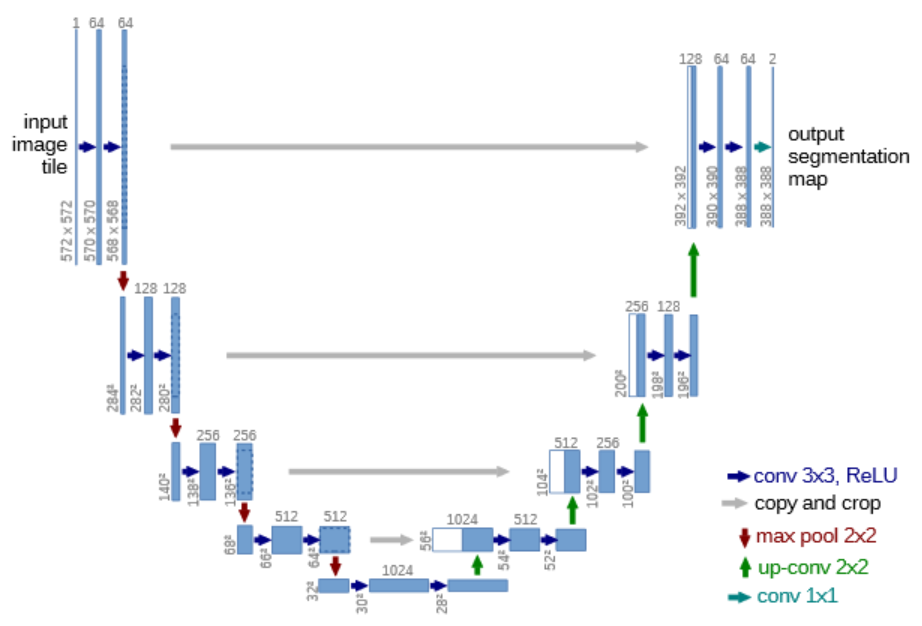 1 64 64
input
image
tile
572 x 572
570 x 570
568 x 568
128 64 64 2
output
segmentation
map
392 x 392
390 x 390
388 x 388
388 x 388
128 128
284²
282²
280²
256 128
200²
198²
196²
256 256
140²
138²
136²
512 256
104²
102²
100²
512 512
68²
66²
64²
1024 512
56²
54²
52²
1024
32²
30²
28²
conv 3x3, ReLU
copy and crop
max pool 2x2
up-conv 2x2
conv 1x1